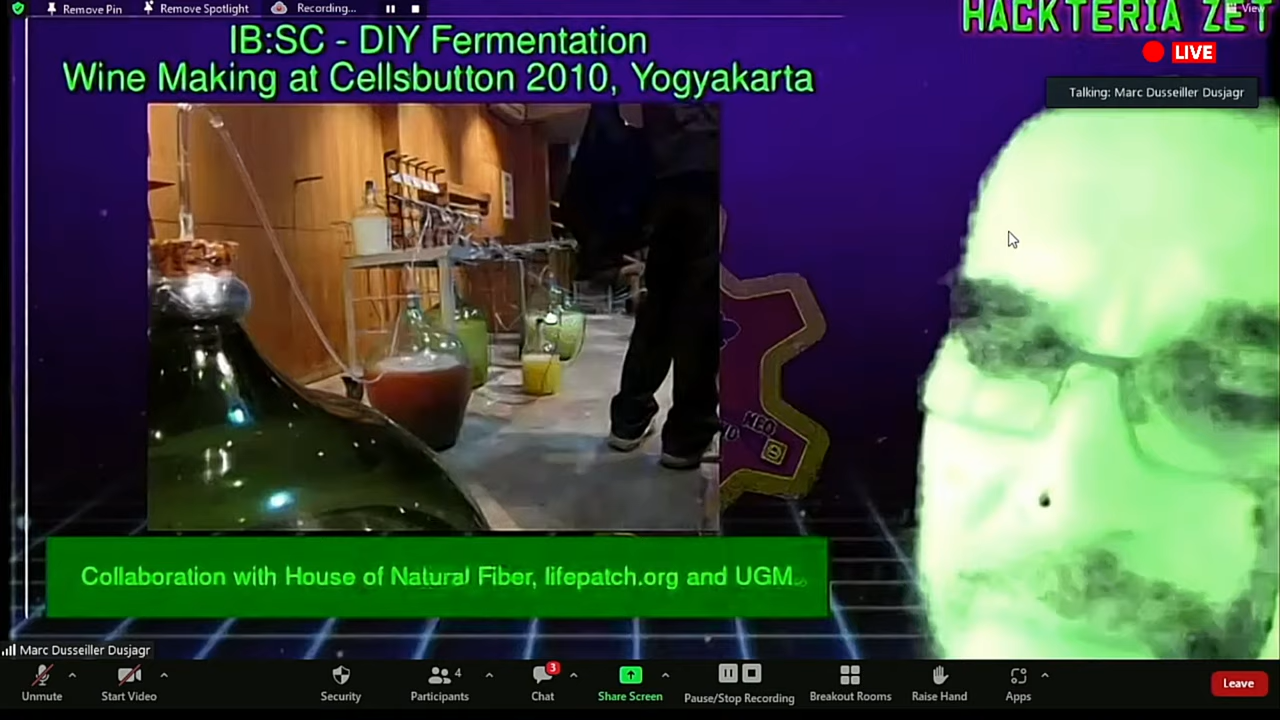 Remove Pin
Remove Spotlight
Recording...
View
HACKTERIA ZET
LIVE
IB:SC - DIY Fermentation
Wine Making at Cellsbutton 2010, Yogyakarta
Talking: Marc Dusseiller Dusjagr
NEO
Collaboration with House of Natural Fiber, lifepatch.org and UGM
Marc Dusseiller Dusjagr
4
3
Unmute
Start Video
Security
Participants
Chat
Share Screen
Pause/Stop Recording
Breakout Rooms
Raise Hand
Apps
Leave